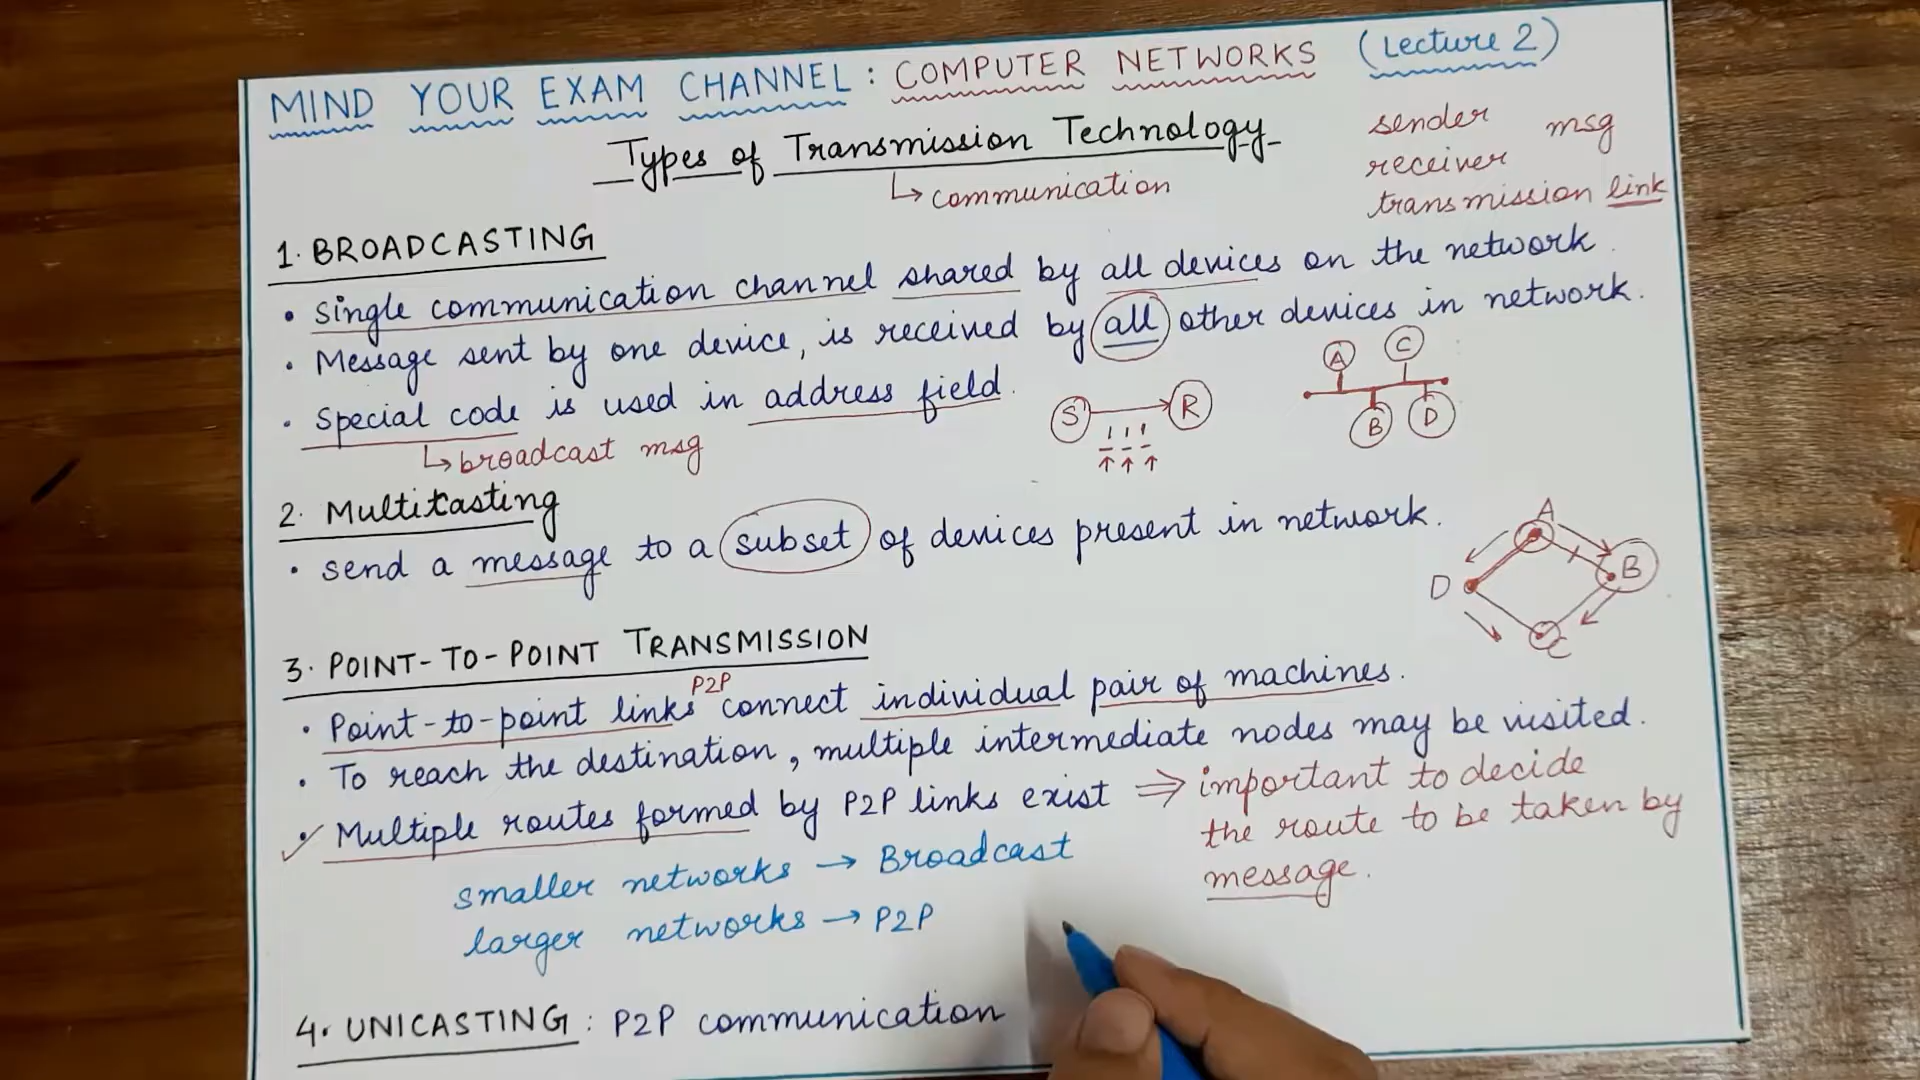 MIND YOUR EXAM CHANNEL : COMPUTER NETWORKS (Lecture 2)
Types of Transmission Technology
↳ communication
sender msg
receiver
transmission link
1. BROADCASTING
• Single communication channel shared by all devices on the network.
• Message sent by one device, is received by all other devices in network.
• Special code is used in address field.
↳ broadcast msg
S → R
A C
B D
2. Multicasting
• send a message to a subset of devices present in network.
A
B
D
C
3. POINT-TO-POINT TRANSMISSION
P2P
• Point-to-point links connect individual pair of machines.
• To reach the destination, multiple intermediate nodes may be visited.
• Multiple routes formed by P2P links exist ⇒ important to decide
the route to be taken by
message.
smaller networks → Broadcast
larger networks → P2P
4. UNICASTING : P2P communication